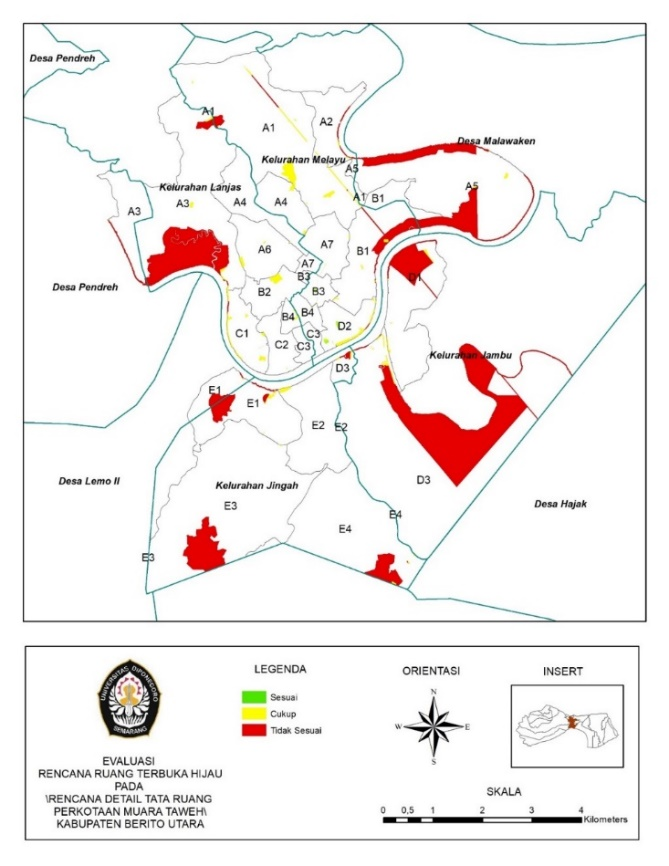 Desa Pendreh
A1
A1
A2
Desa Malawaken
Kelurahan Melayu
A5
Kelurahan Lanjas
A5
A3
A3
A4
A4
A1
B1
A6
A7
B1
A7
B3
D1
Desa Pendreh
B2
B3
B4
B4
C1
D2
C3
C2
C3
Kelurahan Jambu
D3
E1
E1
E2
E2
Desa Lemo II
Kelurahan Jingah
D3
E3
Desa Hajak
E4
E4
E3
UNIVERSITAS DIPONEGORO
SEMARANG
EVALUASI
RENCANA RUANG TERBUKA HIJAU
PADA
\RENCANA DETAIL TATA RUANG
PERKOTAAN MUARA TAWEH\
KABUPATEN BERITO UTARA
LEGENDA
Sesuai
Cukup
Tidak Sesuai
ORIENTASI
N
W
E
S
INSERT
SKALA
0 0,5 1 2 3 4
Kilometers